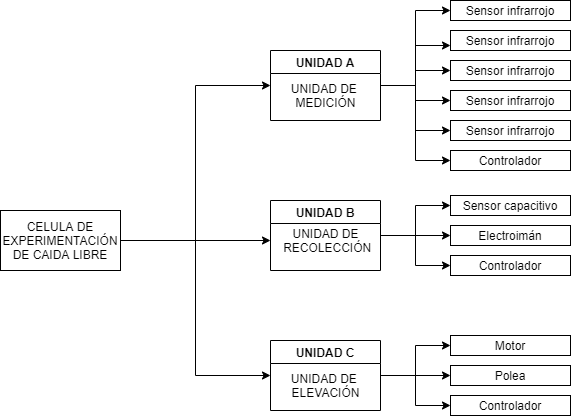 CELULA DE
EXPERIMENTACIÓN
DE CAIDA LIBRE
UNIDAD A
UNIDAD DE
MEDICIÓN
Sensor infrarrojo
Sensor infrarrojo
Sensor infrarrojo
Sensor infrarrojo
Sensor infrarrojo
Controlador
UNIDAD B
UNIDAD DE
RECOLECCIÓN
Sensor capacitivo
Electroimán
Controlador
UNIDAD C
UNIDAD DE
ELEVACIÓN
Motor
Polea
Controlador